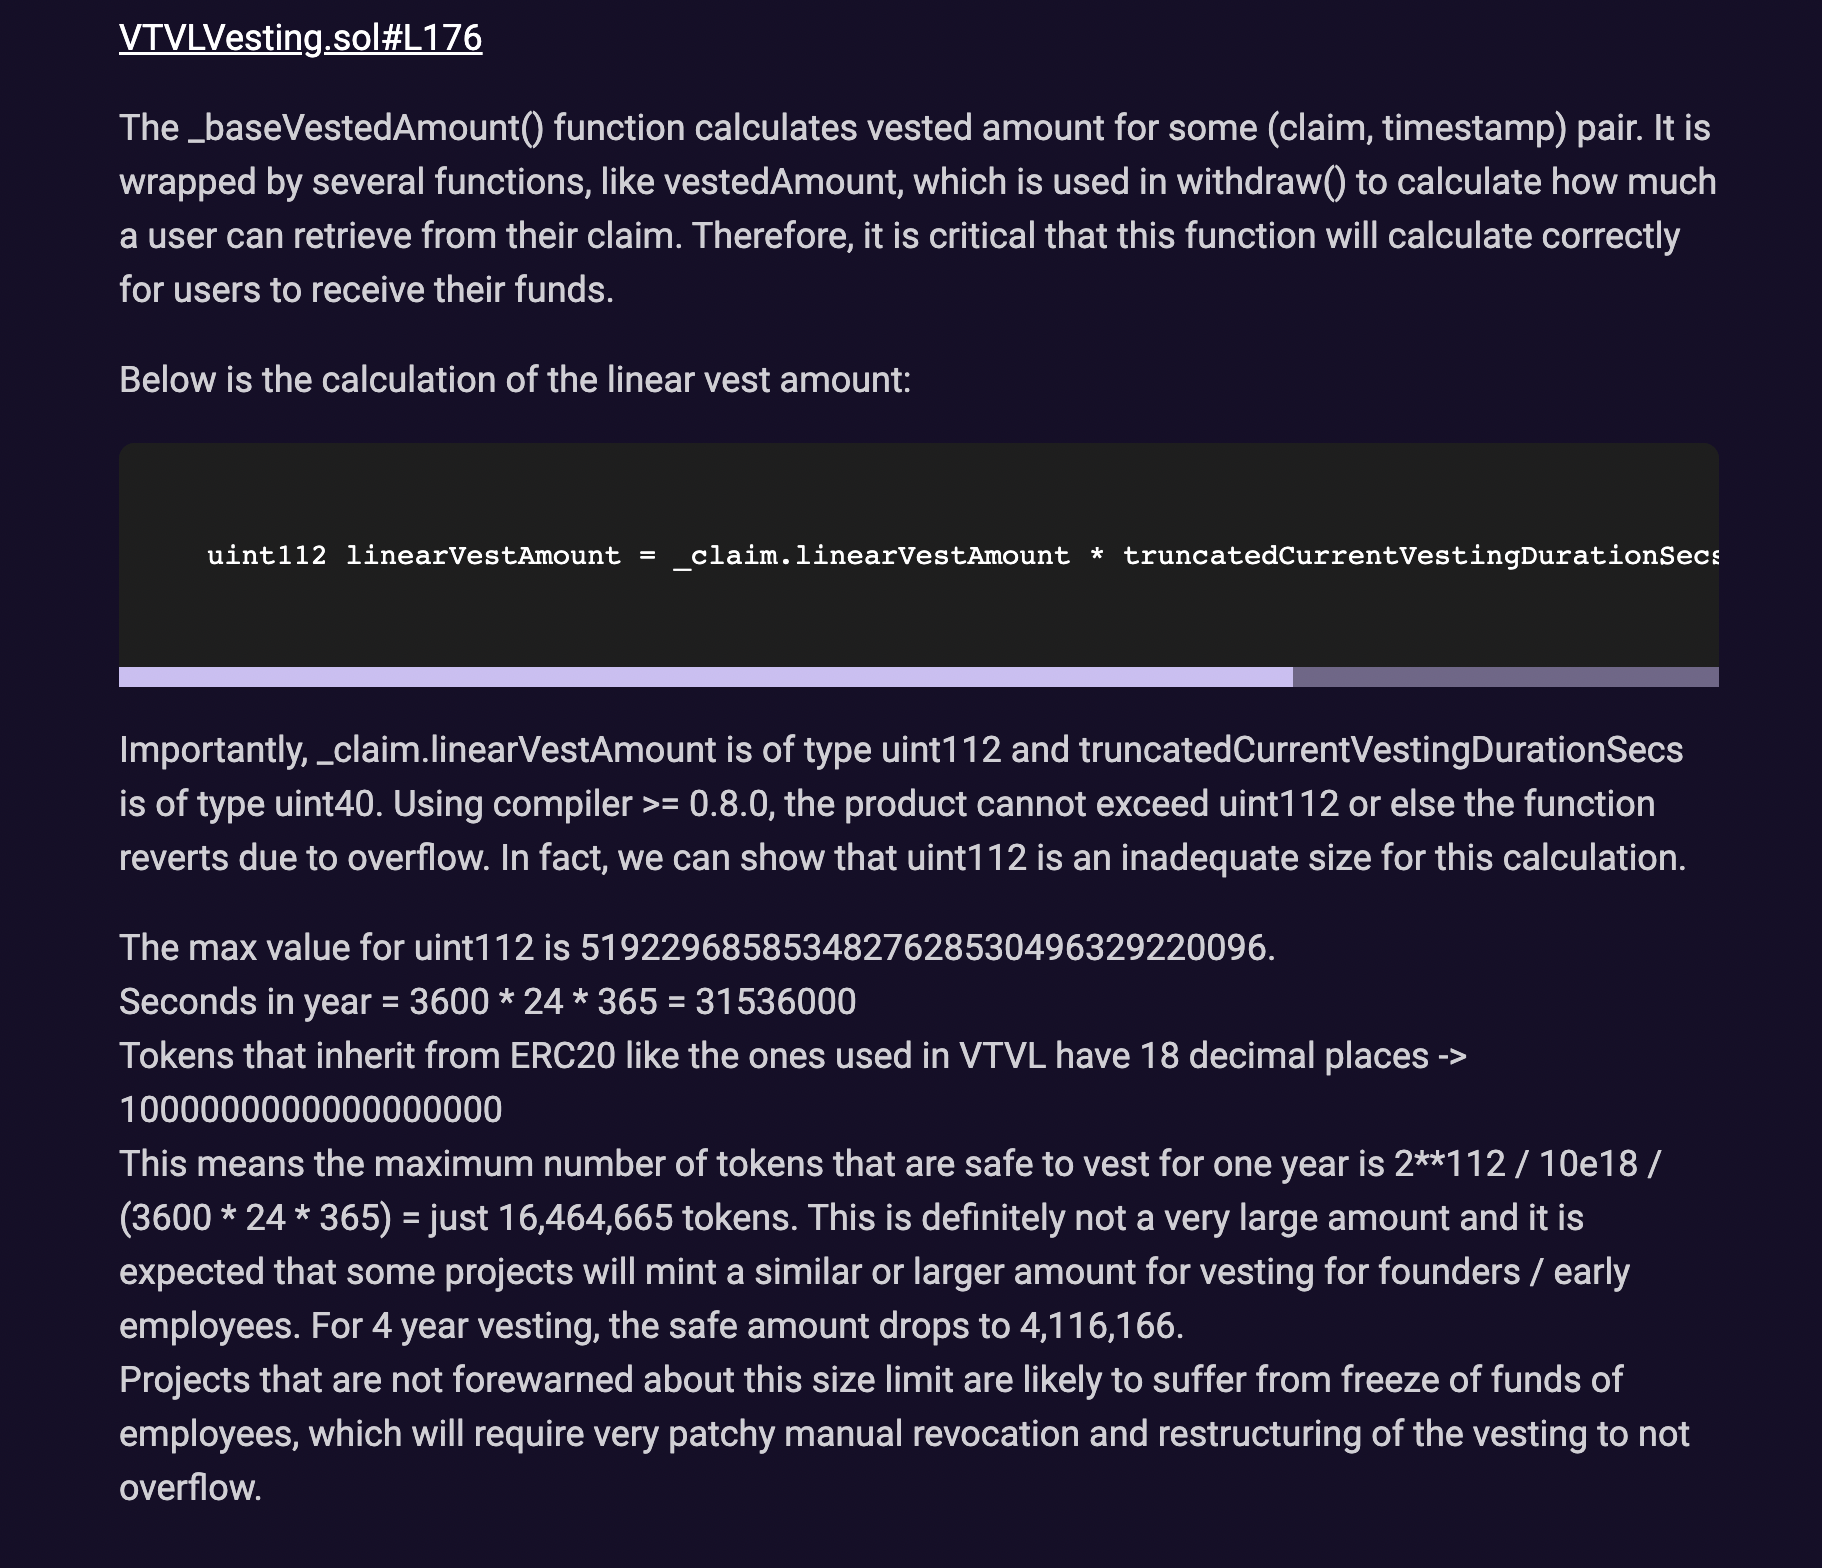 VTVLVesting.sol#L176
The _baseVestedAmount() function calculates vested amount for some (claim, timestamp) pair. It is
wrapped by several functions, like vestedAmount, which is used in withdraw() to calculate how much
a user can retrieve from their claim. Therefore, it is critical that this function will calculate correctly
for users to receive their funds.
Below is the calculation of the linear vest amount:
uint112 linearVestAmount = _claim.linearVestAmount * truncatedCurrentVestingDurationSecs
Importantly, _claim.linearVestAmount is of type uint112 and truncatedCurrentVestingDurationSecs
is of type uint40. Using compiler >= 0.8.0, the product cannot exceed uint112 or else the function
reverts due to overflow. In fact, we can show that uint112 is an inadequate size for this calculation.
The max value for uint112 is 5192296858534827628530496329220096.
Seconds in year = 3600 * 24 * 365 = 31536000
Tokens that inherit from ERC20 like the ones used in VTVL have 18 decimal places ->
1000000000000000000
This means the maximum number of tokens that are safe to vest for one year is 2**112 / 10e18 /
(3600 * 24 * 365) = just 16,464,665 tokens. This is definitely not a very large amount and it is
expected that some projects will mint a similar or larger amount for vesting for founders / early
employees. For 4 year vesting, the safe amount drops to 4,116,166.
Projects that are not forewarned about this size limit are likely to suffer from freeze of funds of
employees, which will require very patchy manual revocation and restructuring of the vesting to not
overflow.